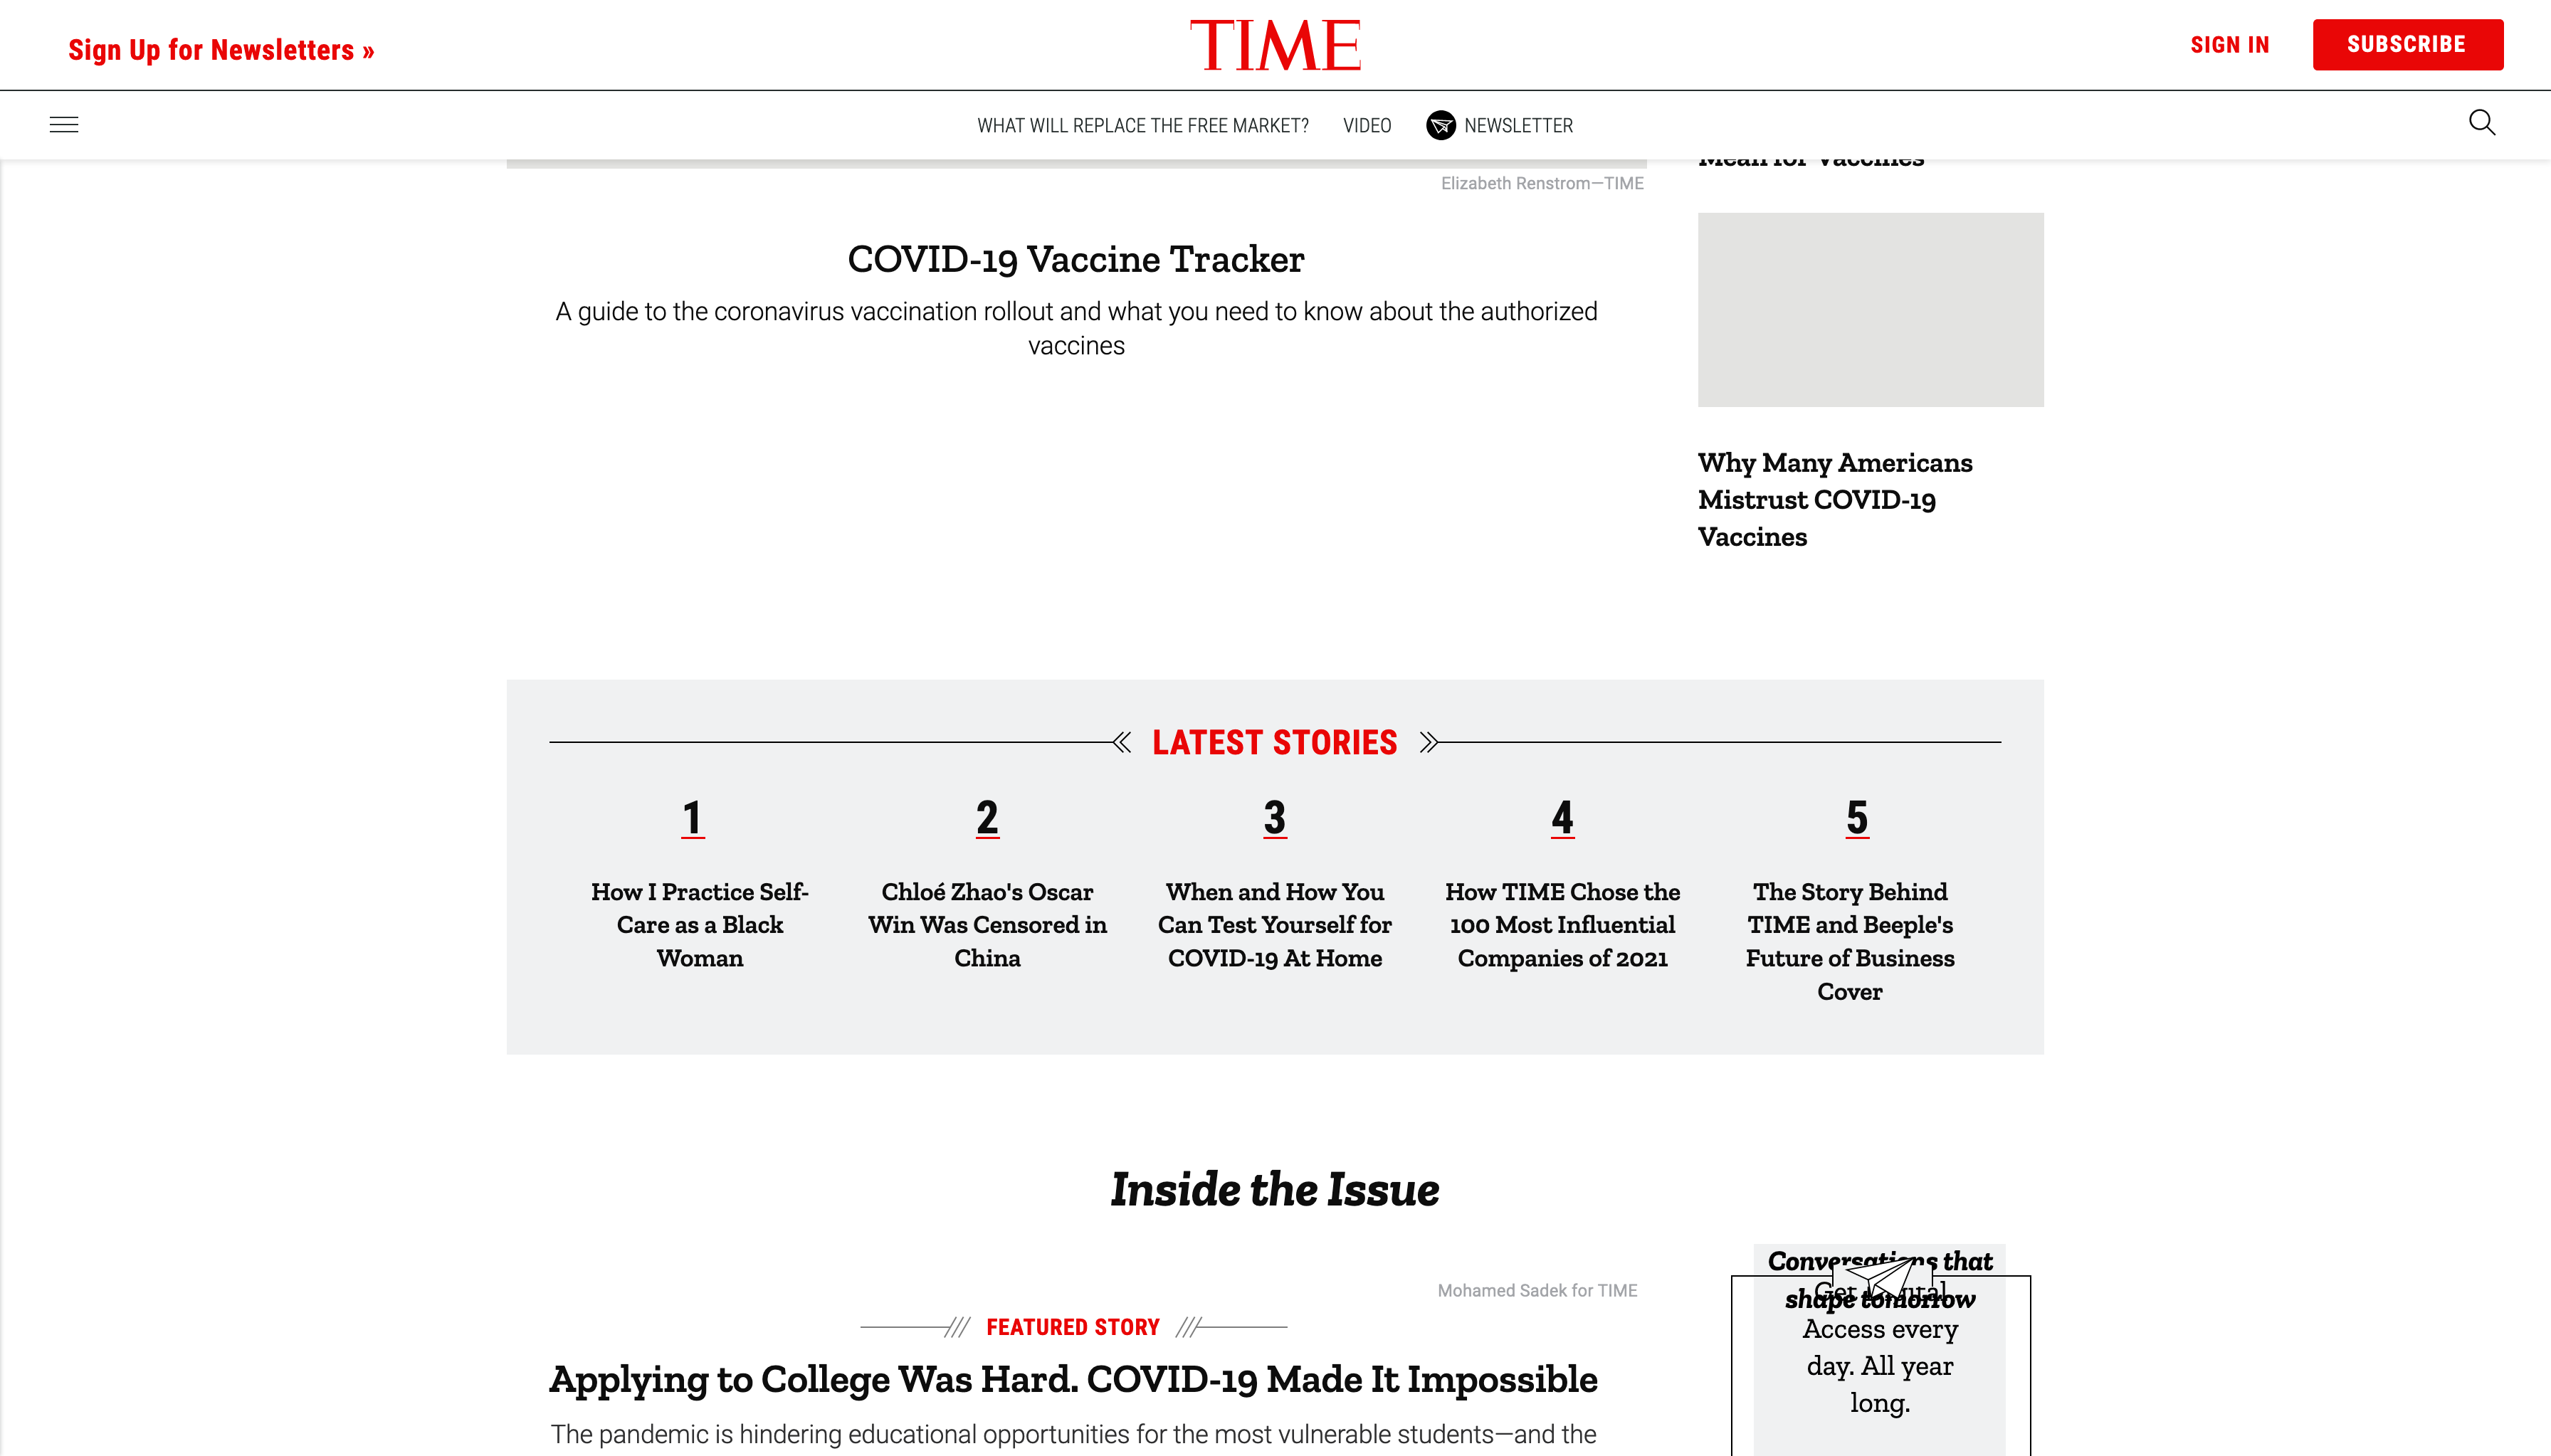 Sign Up for Newsletters »
TIME
SIGN IN
SUBSCRIBE
WHAT WILL REPLACE THE FREE MARKET?
VIDEO
NEWSLETTER
Mean for Vaccines
Elizabeth Renstrom—TIME
COVID-19 Vaccine Tracker
A guide to the coronavirus vaccination rollout and what you need to know about the authorized
vaccines
Why Many Americans
Mistrust COVID-19
Vaccines
LATEST STORIES
1
How I Practice Self-
Care as a Black
Woman
2
Chloé Zhao's Oscar
Win Was Censored in
China
3
When and How You
Can Test Yourself for
COVID-19 At Home
4
How TIME Chose the
100 Most Influential
Companies of 2021
5
The Story Behind
TIME and Beeple's
Future of Business
Cover
Inside the Issue
Mohamed Sadek for TIME
FEATURED STORY
Applying to College Was Hard. COVID-19 Made It Impossible
The pandemic is hindering educational opportunities for the most vulnerable students—and the
Conversations that
shape tomorrow
Get
Access every
day. All year
long.